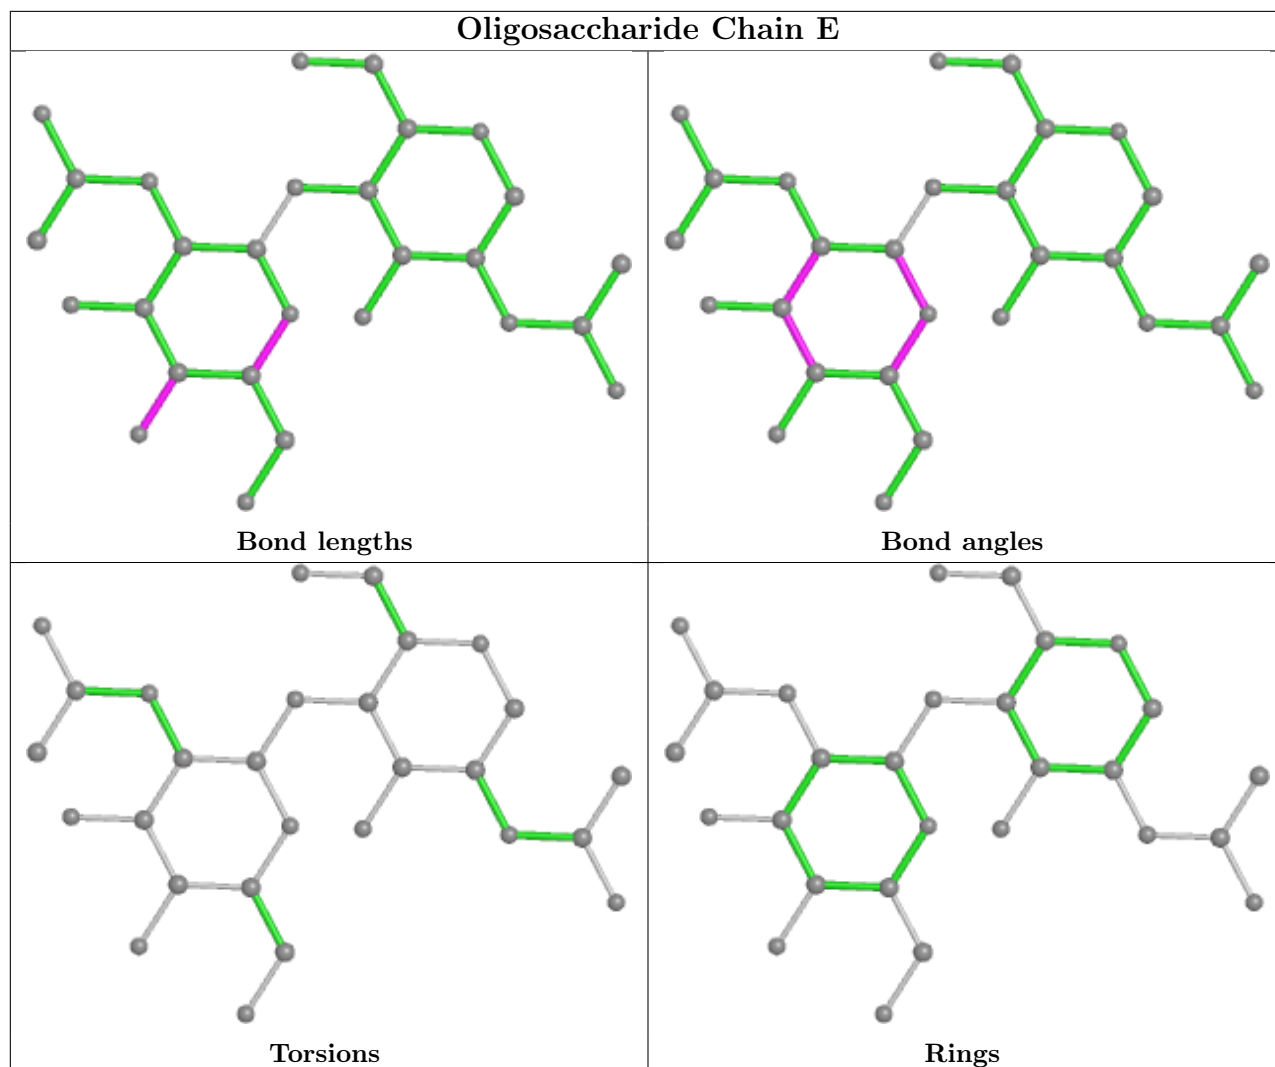 Oligosaccharide Chain E
Bond lengths
Bond angles
Torsions
Rings